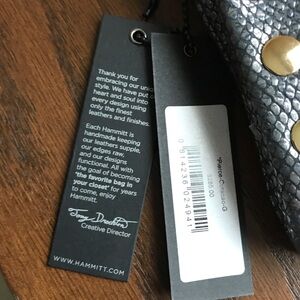 Thank you for
embracing our
style. We have put
heart and soul into
every design using
only the finest
leathers and finishes.
Each Hammitt is
our leathers supple,
our edges raw,
and our designs
functional. All with
the goal of becoming
"the favorite bag in
your closet" for years
to come, enjoy
Hammitt.
Tony Drockton
Creative Director
WWW.HAMMITT.COM